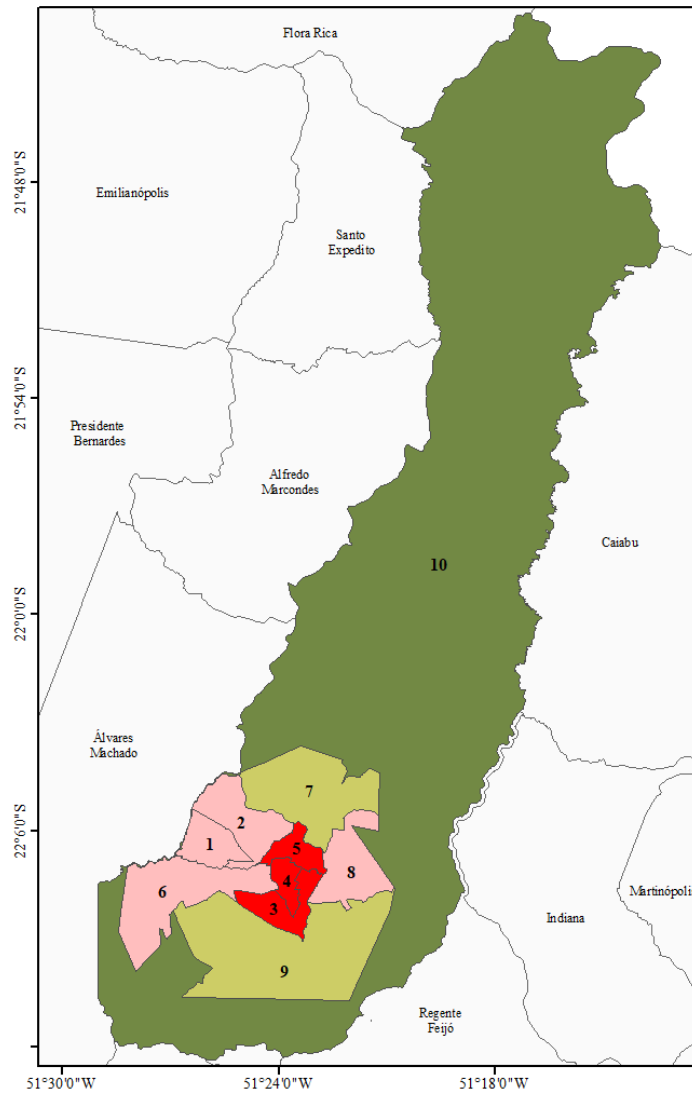 Flora Rica
21°48'0"S
Emilianópolis
Santo
Expedito
21°54'0"S
Presidente
Bernardes
Alfredo
Marcondes
Caiabu
10
22°0'0"S
Álvares
Machado
7
22°6'0"S
2
1
5
4
8
6
3
9
Martinópolis
Indiana
Regente
Feijó
51°30'0"W
51°24'0"W
51°18'0"W